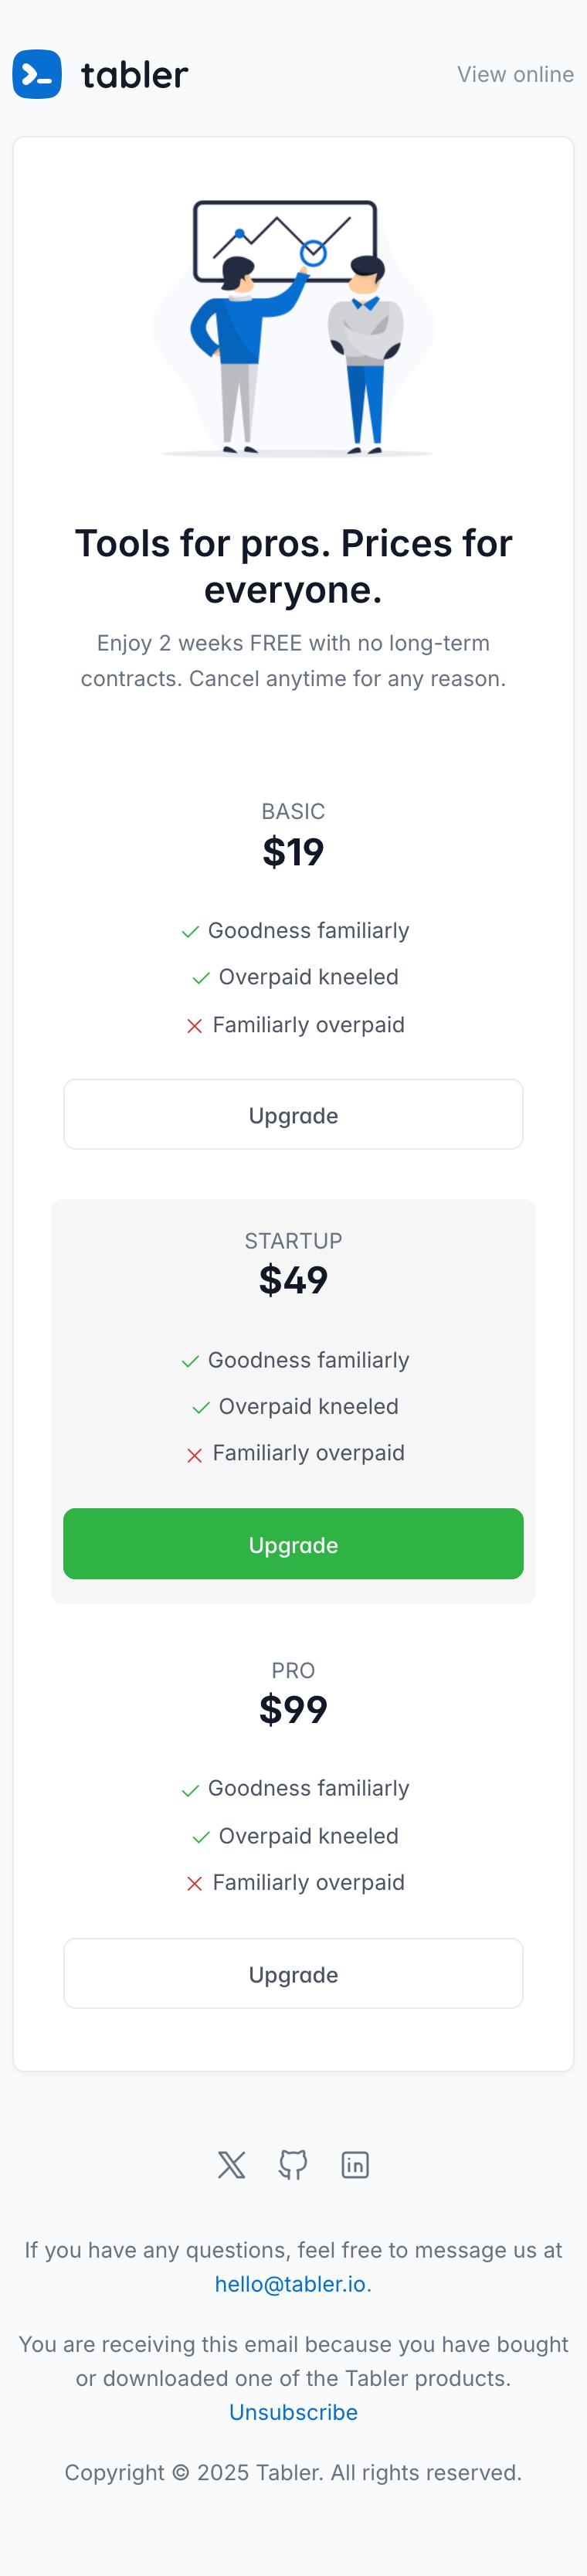 tabler
View online
Tools for pros. Prices for
everyone.
Enjoy 2 weeks FREE with no long-term
contracts. Cancel anytime for any reason.
BASIC
$19
Goodness familiarly
Overpaid kneeled
Familiarly overpaid
Upgrade
STARTUP
$49
Goodness familiarly
Overpaid kneeled
Familiarly overpaid
Upgrade
PRO
$99
Goodness familiarly
Overpaid kneeled
Familiarly overpaid
Upgrade
If you have any questions, feel free to message us at
hello@tabler.io.
You are receiving this email because you have bought
or downloaded one of the Tabler products.
Unsubscribe
Copyright © 2025 Tabler. All rights reserved.